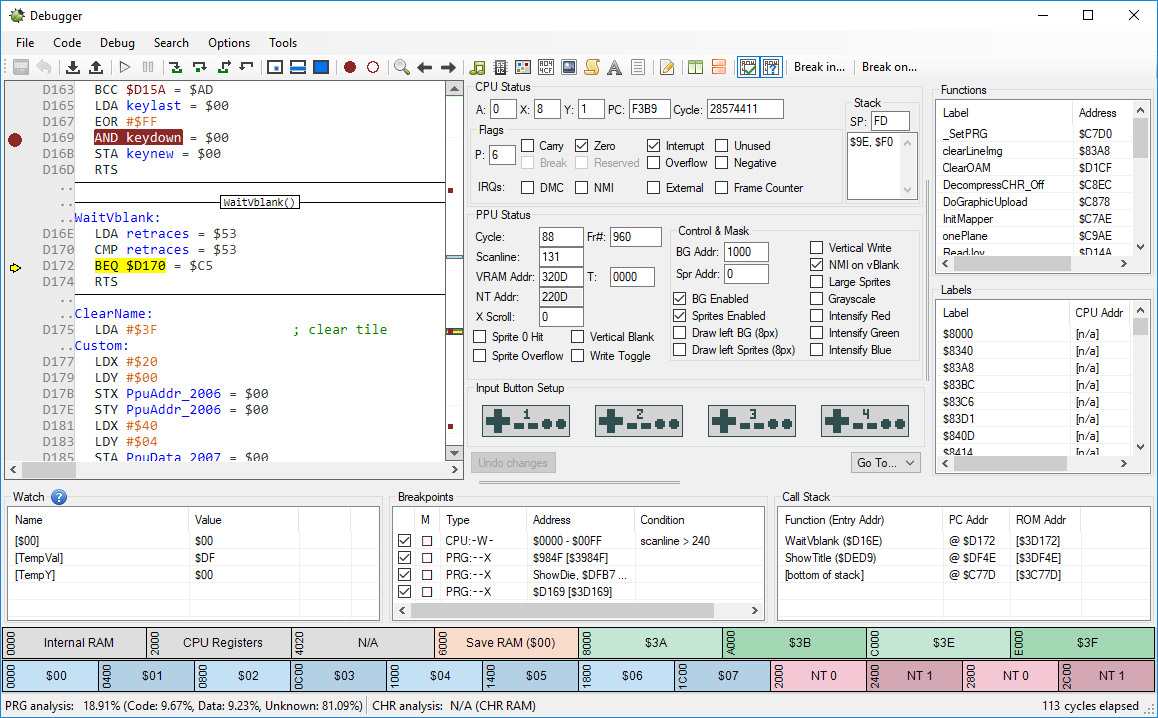 Debugger
File Code Debug Search Options Tools
Break in... Break on...
D163 BCC $D15A = $AD
D165 LDA keylast = $00
D167 EOR #$FF
D169 AND keydown = $00
D16B STA keynew = $00
D16D RTS
WaitVblank()
WaitVblank:
D16E LDA retraces = $53
D170 CMP retraces = $53
D172 BEQ $D170 = $C5
D174 RTS
ClearName:
D175 LDA #$3F ; clear tile
Custom:
D177 LDX #$20
D179 LDY #$00
D17B STX PpuAddr_2006 = $00
D17E STY PpuAddr_2006 = $00
D181 LDX #$40
D183 LDY #$04
D185 STA PpuData_2007 = $00
CPU Status
A: 0 X: 8 Y: 1 PC: F3B9 Cycle: 28574411
Flags
P: 6 Carry Zero Interrupt Unused
Break Reserved Overflow Negative
IRQs: DMC NMI External Frame Counter
Stack
SP: FD
$9E, $F0
PPU Status
Cycle: 88 Fr#: 960
Scanline: 131
VRAM Addr: 320D T: 0000
NT Addr: 220D
X Scroll: 0
Sprite 0 Hit Vertical Blank
Sprite Overflow Write Toggle
Control & Mask
BG Addr: 1000
Spr Addr: 0
BG Enabled
Sprites Enabled
Draw left BG (8px)
Draw left Sprites (8px)
Vertical Write
NMI on vBlank
Large Sprites
Grayscale
Intensify Red
Intensify Green
Intensify Blue
Input Button Setup
1 2 3 4
Undo changes Go To...
Functions
Label Address
_SetPRG $C7D0
clearLineImg $83A8
ClearOAM $D1CF
DecompressCHR_Off $C8EC
DoGraphicUpload $C878
InitMapper $C7AE
onePlane $C9AE
ReadJoy $D14A
Labels
Label CPU Addr
$8000 [n/a]
$8340 [n/a]
$83A8 [n/a]
$83BC [n/a]
$83C6 [n/a]
$83D1 [n/a]
$840D [n/a]
$8414 [n/a]
Watch ?
Name Value
[$00] $00
[TempVal] $DF
[TempY] $00
Breakpoints
M Type Address Condition
CPU:-W- $0000 - $00FF scanline > 240
PRG:--X $984F [$3984F]
PRG:--X ShowDie, $DFB7 ...
PRG:--X $D169 [$3D169]
Call Stack
Function (Entry Addr) PC Addr ROM Addr
WaitVblank ($D16E) @ $D172 [$3D172]
ShowTitle ($DED9) @ $DF4E [$3DF4E]
[bottom of stack] @ $C77D [$3C77D]
0000 Internal RAM 2000 CPU Registers 4020 N/A 6000 Save RAM ($00) 8000 $3A A000 $3B C000 $3E E000 $3F
0000 $00 0400 $01 0800 $02 0C00 $03 1000 $04 1400 $05 1800 $06 1C00 $07 2000 NT 0 2400 NT 1 2800 NT 0 2C00 NT 1
PRG analysis: 18.91% (Code: 9.67%, Data: 9.23%, Unknown: 81.09%) CHR analysis: N/A (CHR RAM) 113 cycles elapsed